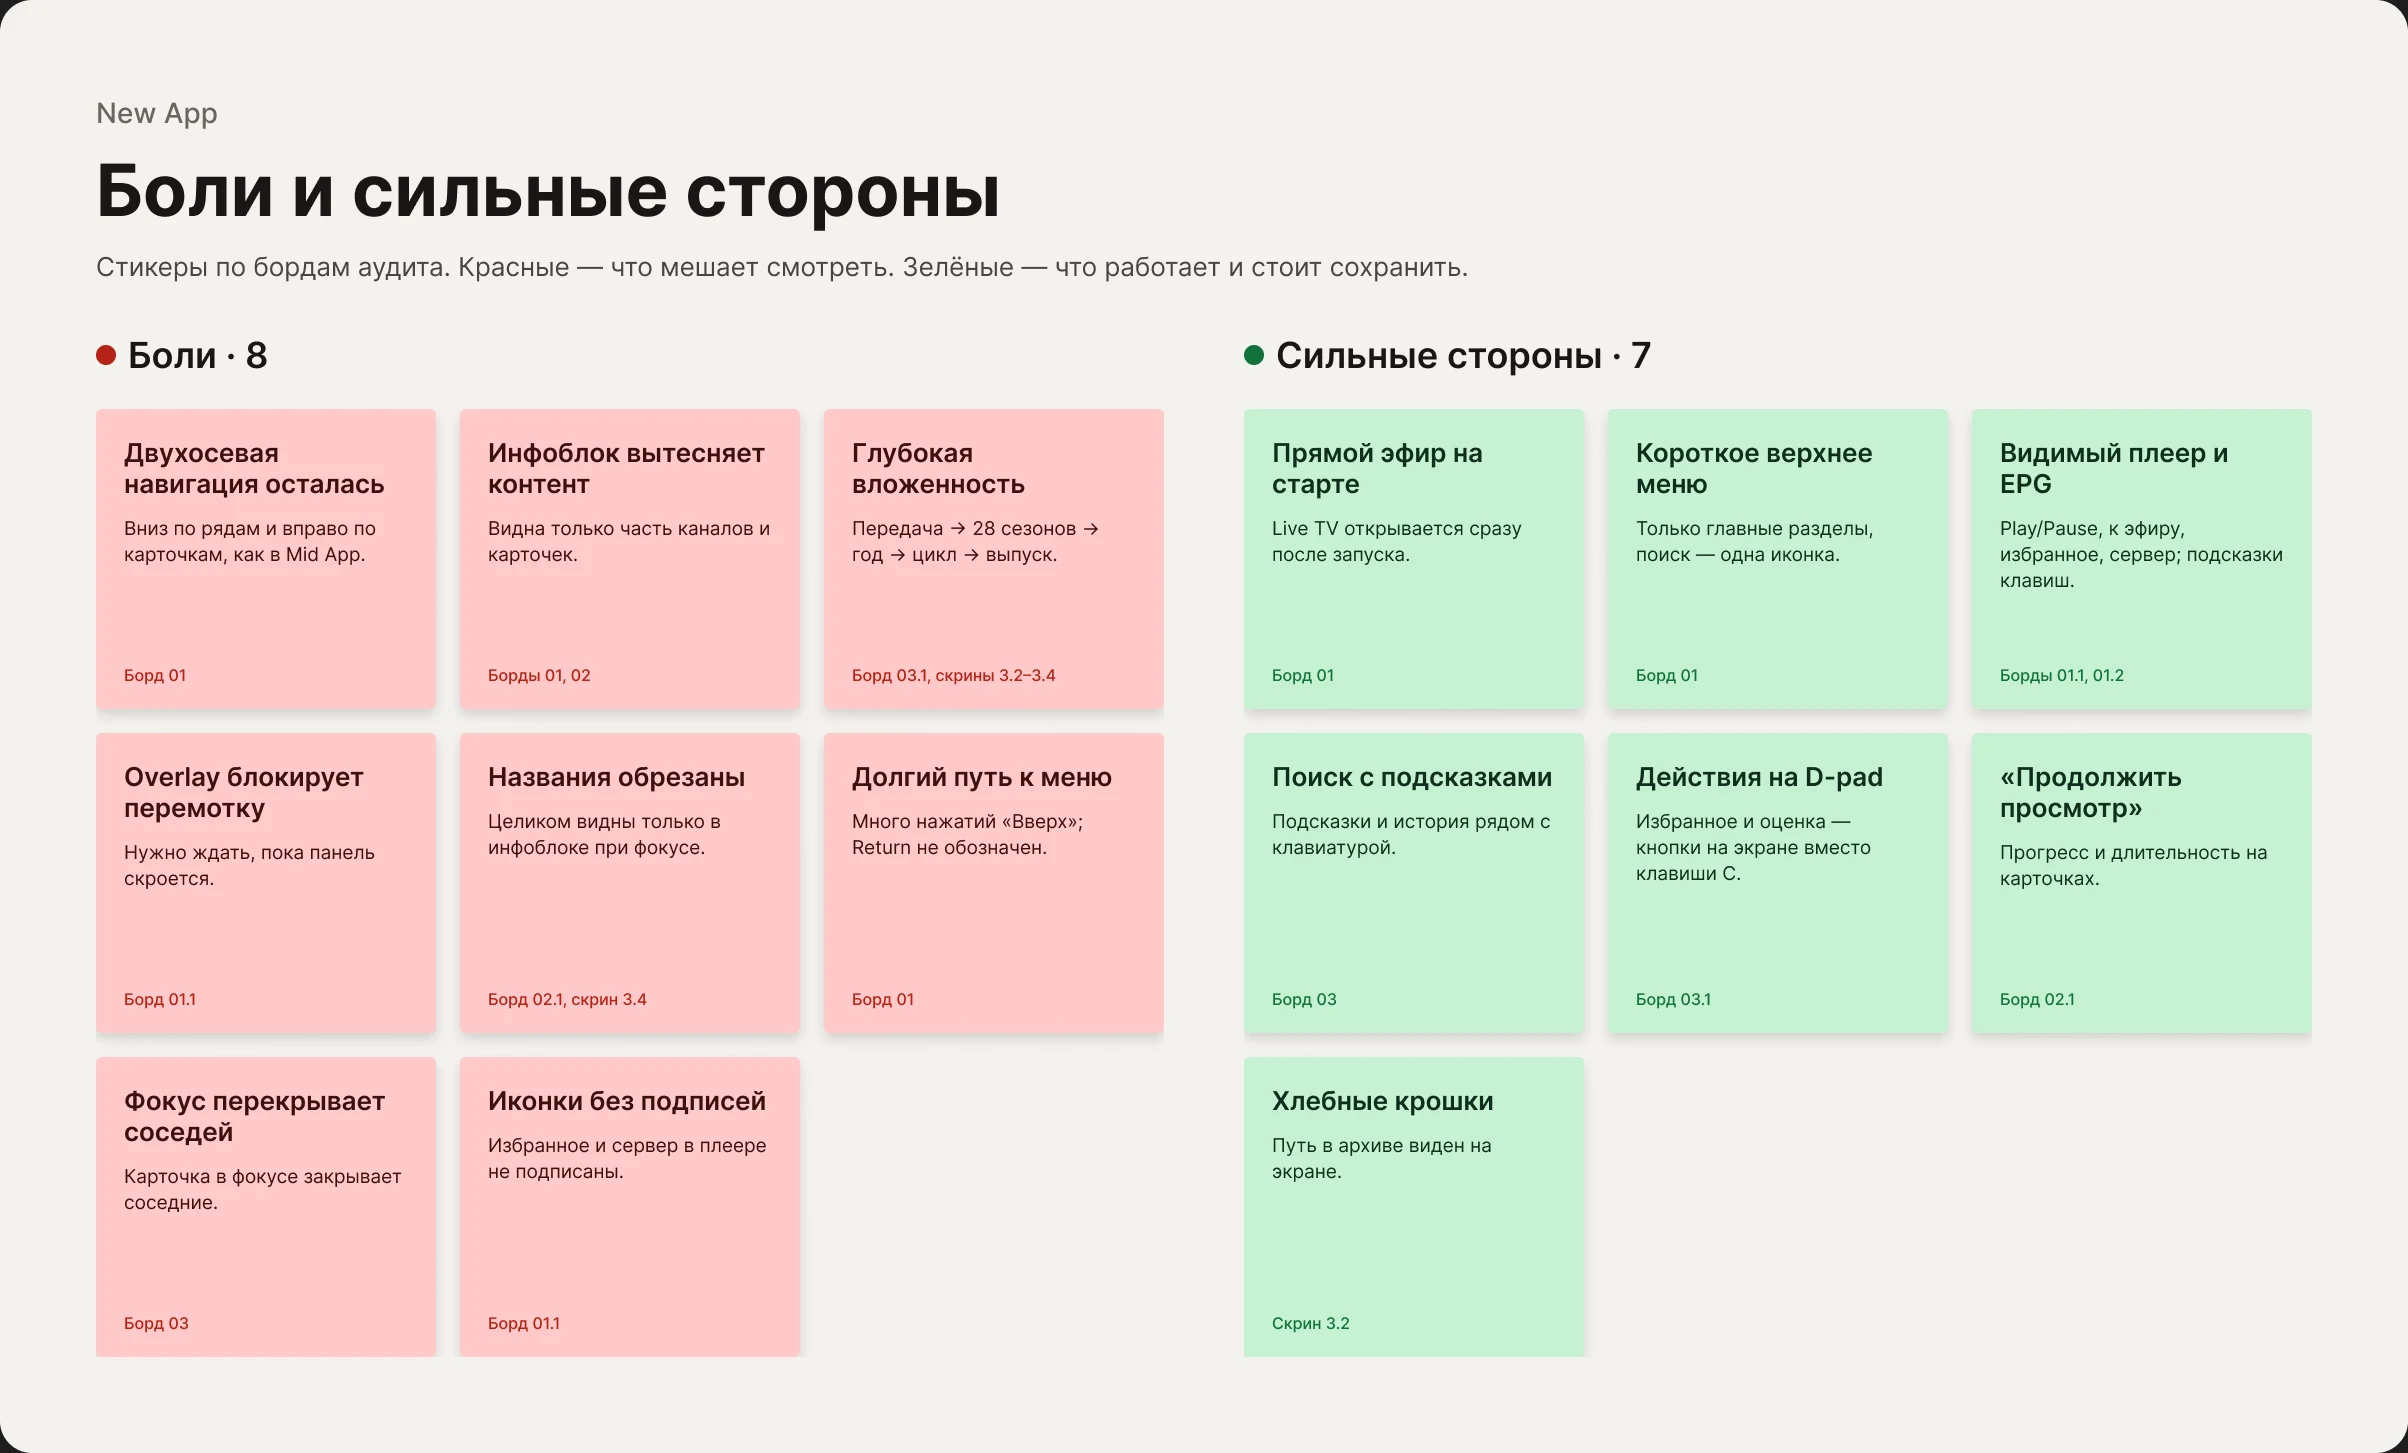 New App
Боли и сильные стороны
Стикеры по бордам аудита. Красные — что мешает смотреть. Зелёные — что работает и стоит сохранить.
Боли · 8
Двухосевая
навигация осталась
Вниз по рядам и вправо по
карточкам, как в Mid App.
Борд 01
Инфоблок вытесняет
контент
Видна только часть каналов и
карточек.
Борды 01, 02
Глубокая
вложенность
Передача → 28 сезонов →
год → цикл → выпуск.
Борд 03.1, скрины 3.2–3.4
Overlay блокирует
перемотку
Нужно ждать, пока панель
скроется.
Борд 01.1
Названия обрезаны
Целиком видны только в
инфоблоке при фокусе.
Борд 02.1, скрин 3.4
Долгий путь к меню
Много нажатий «Вверх»;
Return не обозначен.
Борд 01
Фокус перекрывает
соседей
Карточка в фокусе закрывает
соседние.
Борд 03
Иконки без подписей
Избранное и сервер в плеере
не подписаны.
Борд 01.1
Сильные стороны · 7
Прямой эфир на
старте
Live TV открывается сразу
после запуска.
Борд 01
Короткое верхнее
меню
Только главные разделы,
поиск — одна иконка.
Борд 01
Видимый плеер и
EPG
Play/Pause, к эфиру,
избранное, сервер; подсказки
клавиш.
Борды 01.1, 01.2
Поиск с подсказками
Подсказки и история рядом с
клавиатурой.
Борд 03
Действия на D-pad
Избранное и оценка —
кнопки на экране вместо
клавиши C.
Борд 03.1
«Продолжить
просмотр»
Прогресс и длительность на
карточках.
Борд 02.1
Хлебные крошки
Путь в архиве виден на
экране.
Скрин 3.2